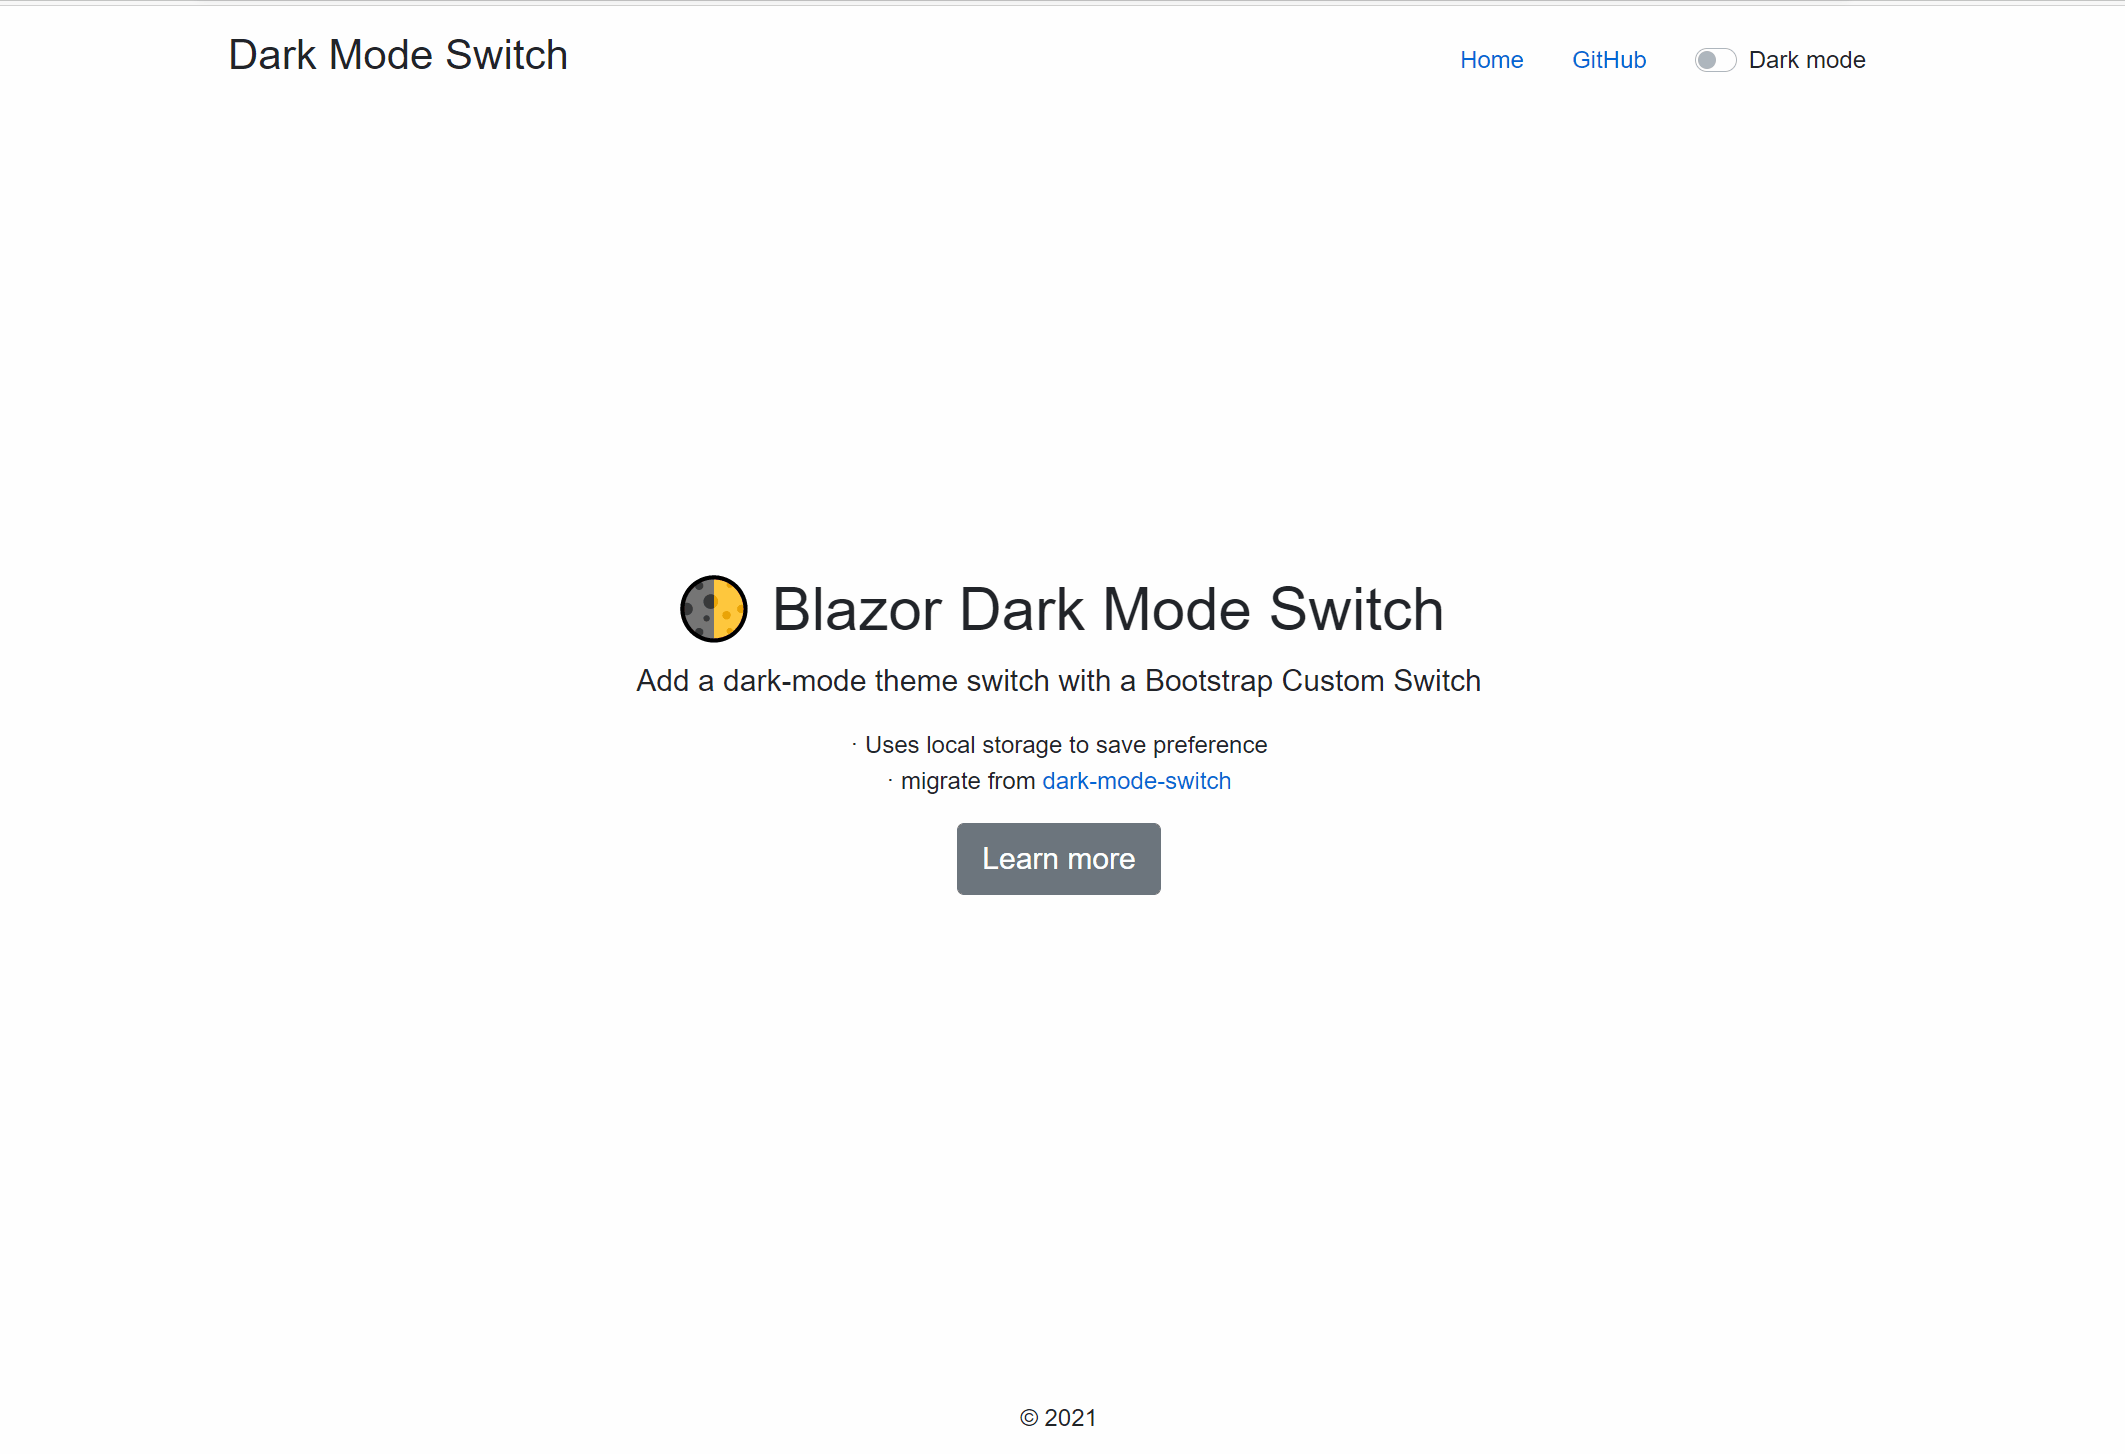 Dark Mode Switch
Home GitHub Dark mode
Blazor Dark Mode Switch
Add a dark-mode theme switch with a Bootstrap Custom Switch
· Uses local storage to save preference
· migrate from dark-mode-switch
Learn more
© 2021